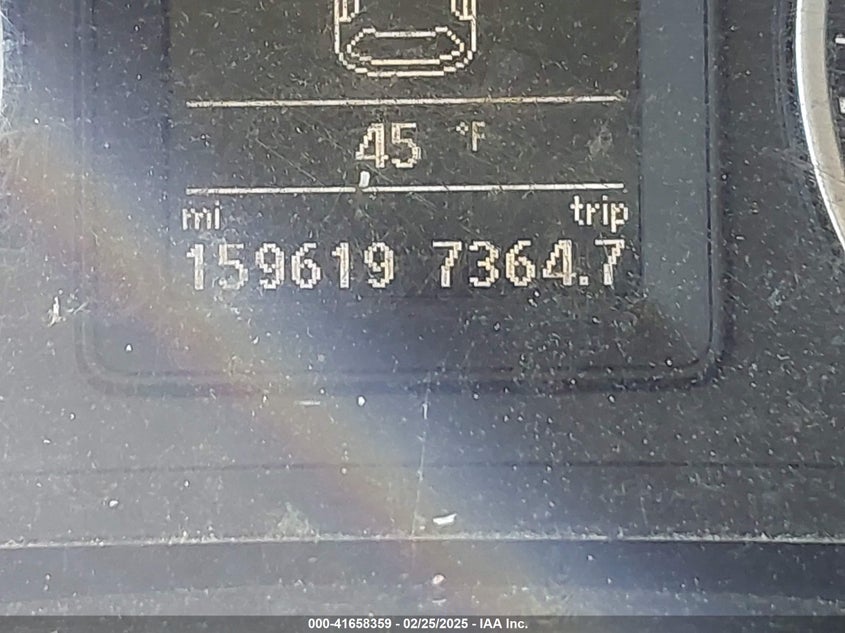 45 °F
mi trip
159619 7364.7
000-41658359 - 02/25/2025 - IAA Inc.